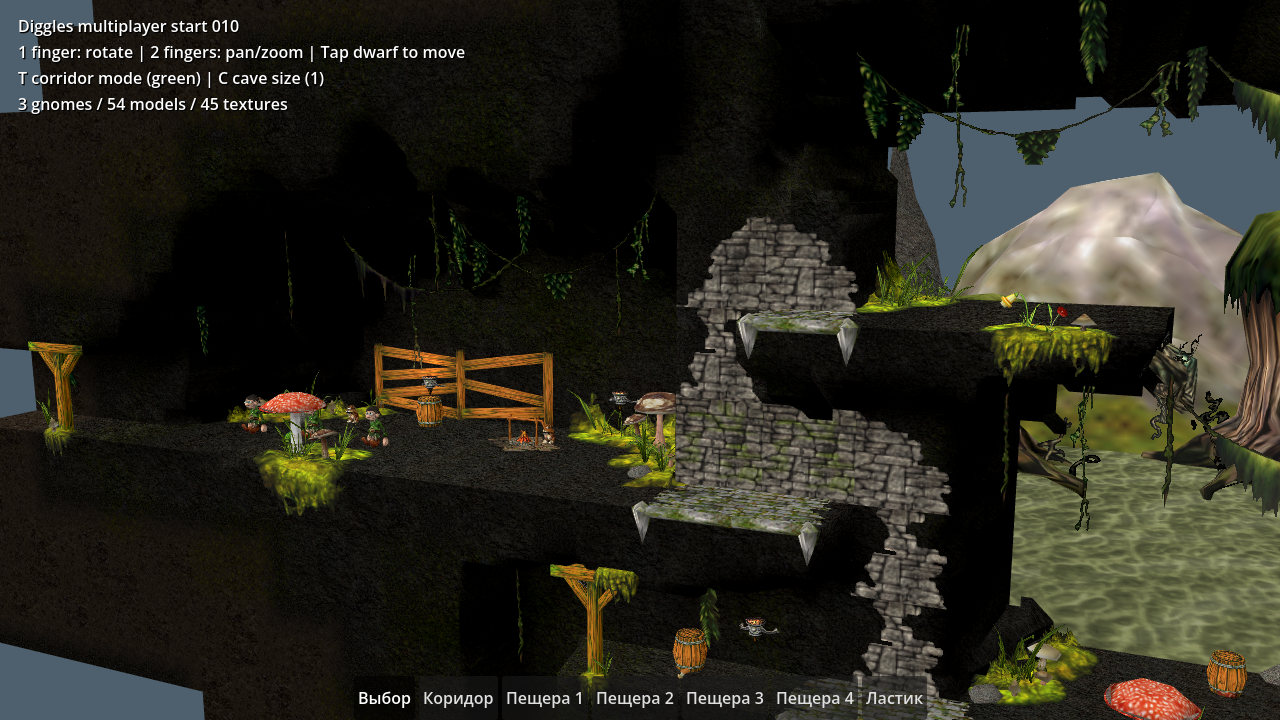 Diggles multiplayer start 010
1 finger: rotate | 2 fingers: pan/zoom | Tap dwarf to move
T corridor mode (green) | C cave size (1)
3 gnomes / 54 models / 45 textures
Выбор Коридор Пещера 1 Пещера 2 Пещера 3 Пещера 4 Ластик